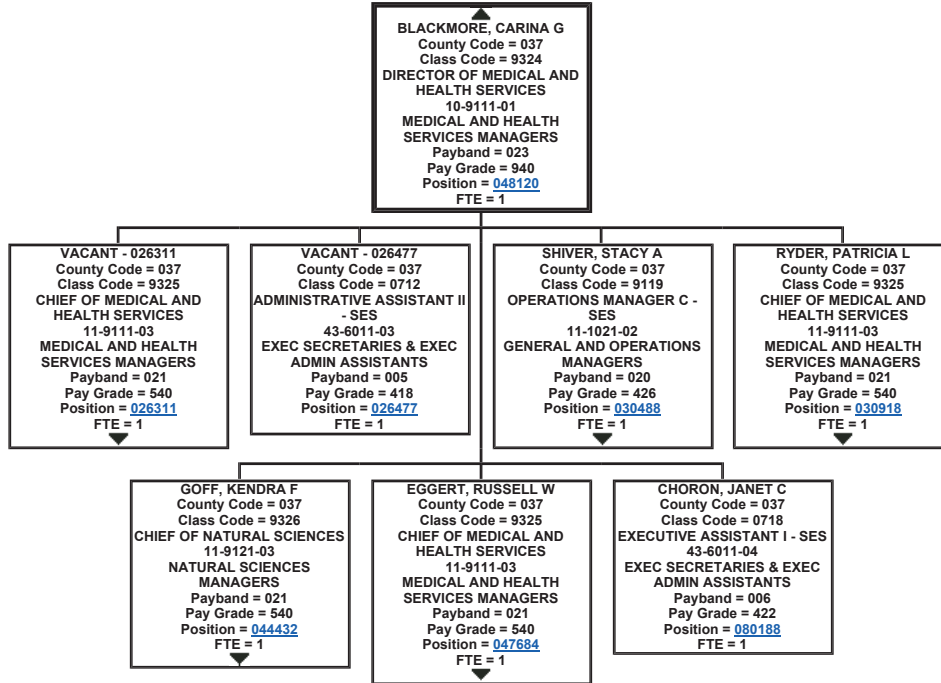 BLACKMORE, CARINA G
County Code = 037
Class Code = 9324
DIRECTOR OF MEDICAL AND
HEALTH SERVICES
10-9111-01
MEDICAL AND HEALTH
SERVICES MANAGERS
Payband = 023
Pay Grade = 940
Position = 048120
FTE = 1
VACANT - 026311
County Code = 037
Class Code = 9325
CHIEF OF MEDICAL AND
HEALTH SERVICES
11-9111-03
MEDICAL AND HEALTH
SERVICES MANAGERS
Payband = 021
Pay Grade = 540
Position = 026311
FTE = 1
VACANT - 026477
County Code = 037
Class Code = 0712
ADMINISTRATIVE ASSISTANT II
- SES
43-6011-03
EXEC SECRETARIES & EXEC
ADMIN ASSISTANTS
Payband = 005
Pay Grade = 418
Position = 026477
FTE = 1
SHIVER, STACY A
County Code = 037
Class Code = 9119
OPERATIONS MANAGER C -
SES
11-1021-02
GENERAL AND OPERATIONS
MANAGERS
Payband = 020
Pay Grade = 426
Position = 030488
FTE = 1
RYDER, PATRICIA L
County Code = 037
Class Code = 9325
CHIEF OF MEDICAL AND
HEALTH SERVICES
11-9111-03
MEDICAL AND HEALTH
SERVICES MANAGERS
Payband = 021
Pay Grade = 540
Position = 030918
FTE = 1
GOFF, KENDRA F
County Code = 037
Class Code = 9326
CHIEF OF NATURAL SCIENCES
11-9121-03
NATURAL SCIENCES
MANAGERS
Payband = 021
Pay Grade = 540
Position = 044432
FTE = 1
EGGERT, RUSSELL W
County Code = 037
Class Code = 9325
CHIEF OF MEDICAL AND
HEALTH SERVICES
11-9111-03
MEDICAL AND HEALTH
SERVICES MANAGERS
Payband = 021
Pay Grade = 540
Position = 047684
FTE = 1
CHORON, JANET C
County Code = 037
Class Code = 0718
EXECUTIVE ASSISTANT I - SES
43-6011-04
EXEC SECRETARIES & EXEC
ADMIN ASSISTANTS
Payband = 006
Pay Grade = 422
Position = 080188
FTE = 1